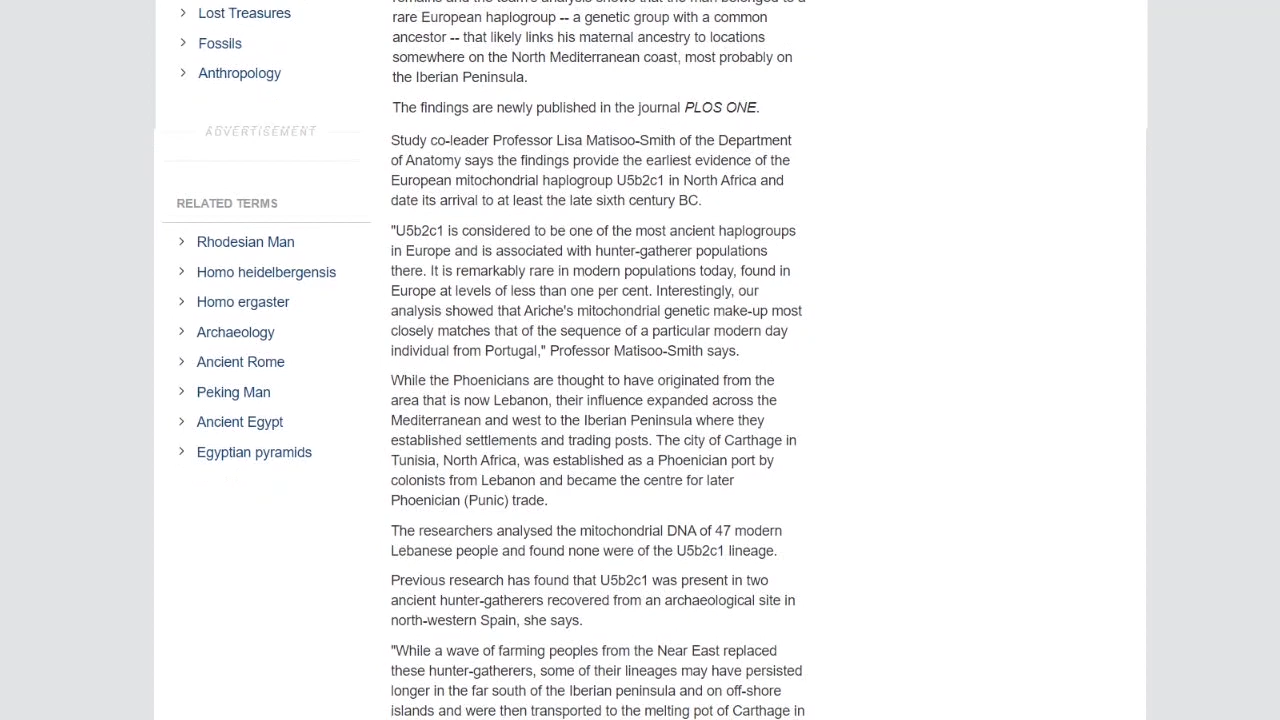 Lost Treasures
Fossils
Anthropology
ADVERTISEMENT
RELATED TERMS
Rhodesian Man
Homo heidelbergensis
Homo ergaster
Archaeology
Ancient Rome
Peking Man
Ancient Egypt
Egyptian pyramids
remains and the team's analysis shows that the man belonged to a
rare European haplogroup -- a genetic group with a common
ancestor -- that likely links his maternal ancestry to locations
somewhere on the North Mediterranean coast, most probably on
the Iberian Peninsula.
The findings are newly published in the journal PLOS ONE.
Study co-leader Professor Lisa Matisoo-Smith of the Department
of Anatomy says the findings provide the earliest evidence of the
European mitochondrial haplogroup U5b2c1 in North Africa and
date its arrival to at least the late sixth century BC.
"U5b2c1 is considered to be one of the most ancient haplogroups
in Europe and is associated with hunter-gatherer populations
there. It is remarkably rare in modern populations today, found in
Europe at levels of less than one per cent. Interestingly, our
analysis showed that Ariche's mitochondrial genetic make-up most
closely matches that of the sequence of a particular modern day
individual from Portugal," Professor Matisoo-Smith says.
While the Phoenicians are thought to have originated from the
area that is now Lebanon, their influence expanded across the
Mediterranean and west to the Iberian Peninsula where they
established settlements and trading posts. The city of Carthage in
Tunisia, North Africa, was established as a Phoenician port by
colonists from Lebanon and became the centre for later
Phoenician (Punic) trade.
The researchers analysed the mitochondrial DNA of 47 modern
Lebanese people and found none were of the U5b2c1 lineage.
Previous research has found that U5b2c1 was present in two
ancient hunter-gatherers recovered from an archaeological site in
north-western Spain, she says.
"While a wave of farming peoples from the Near East replaced
these hunter-gatherers, some of their lineages may have persisted
longer in the far south of the Iberian peninsula and on off-shore
islands and were then transported to the melting pot of Carthage in